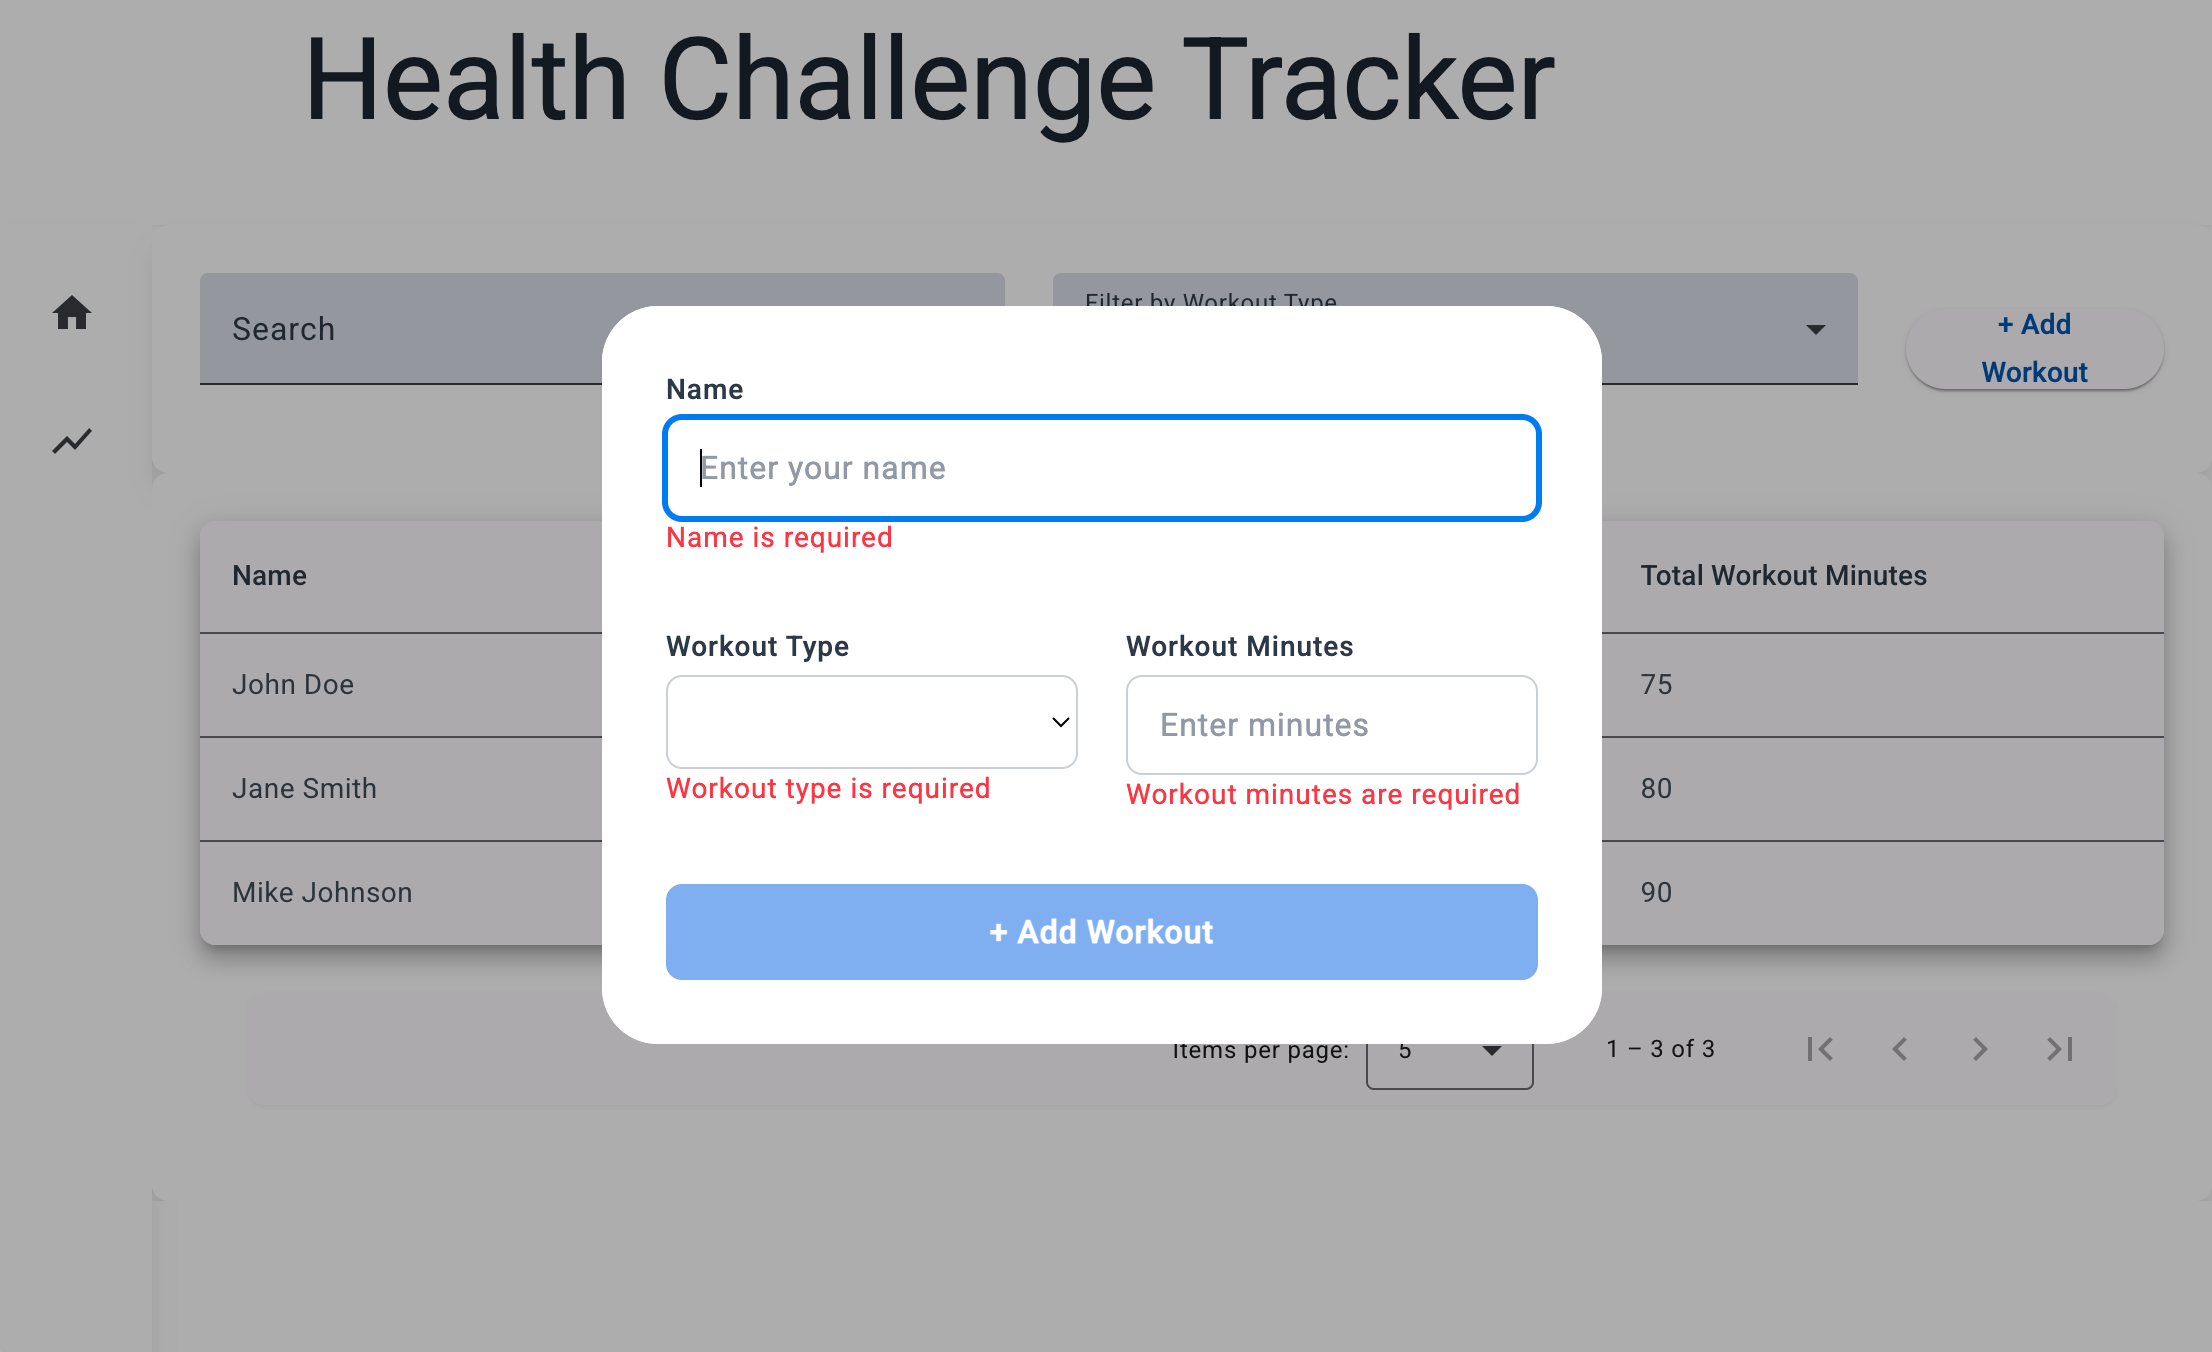 Health Challenge Tracker
Search
Filter by Workout Type
+ Add
Workout
Name
Enter your name
Name is required
Workout Type
Workout Minutes
Enter minutes
Workout type is required
Workout minutes are required
+ Add Workout
Name
Total Workout Minutes
John Doe
75
Jane Smith
80
Mike Johnson
90
Items per page:
5
1 – 3 of 3